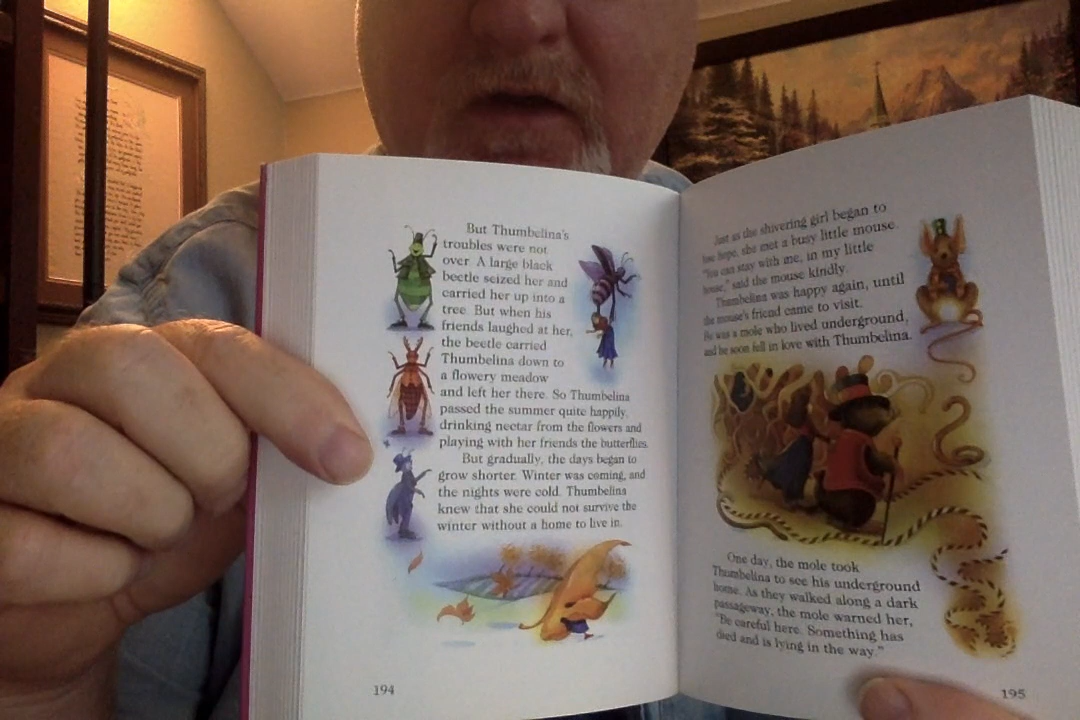 But Thumbelina's
troubles were not
over. A large black
beetle seized her and
carried her up into a
tree. But when his
friends laughed at her,
the beetle carried
Thumbelina down to
a flowery meadow
and left her there. So Thumbelina
passed the summer quite happily,
drinking nectar from the flowers and
playing with her friends the butterflies.
But gradually, the days began to
grow shorter. Winter was coming, and
the nights were cold. Thumbelina
knew that she could not survive the
winter without a home to live in.
194
Just as the shivering girl began to
lose hope, she met a busy little mouse.
"You can stay with me, in my little
house," said the mouse kindly.
Thumbelina was happy again, until
the mouse's friend came to visit.
He was a mole who lived underground,
and he soon fell in love with Thumbelina.
One day, the mole took
Thumbelina to see his underground
home. As they walked along a dark
passageway, the mole warned her,
"Be careful here. Something has
died and is lying in the way."
195